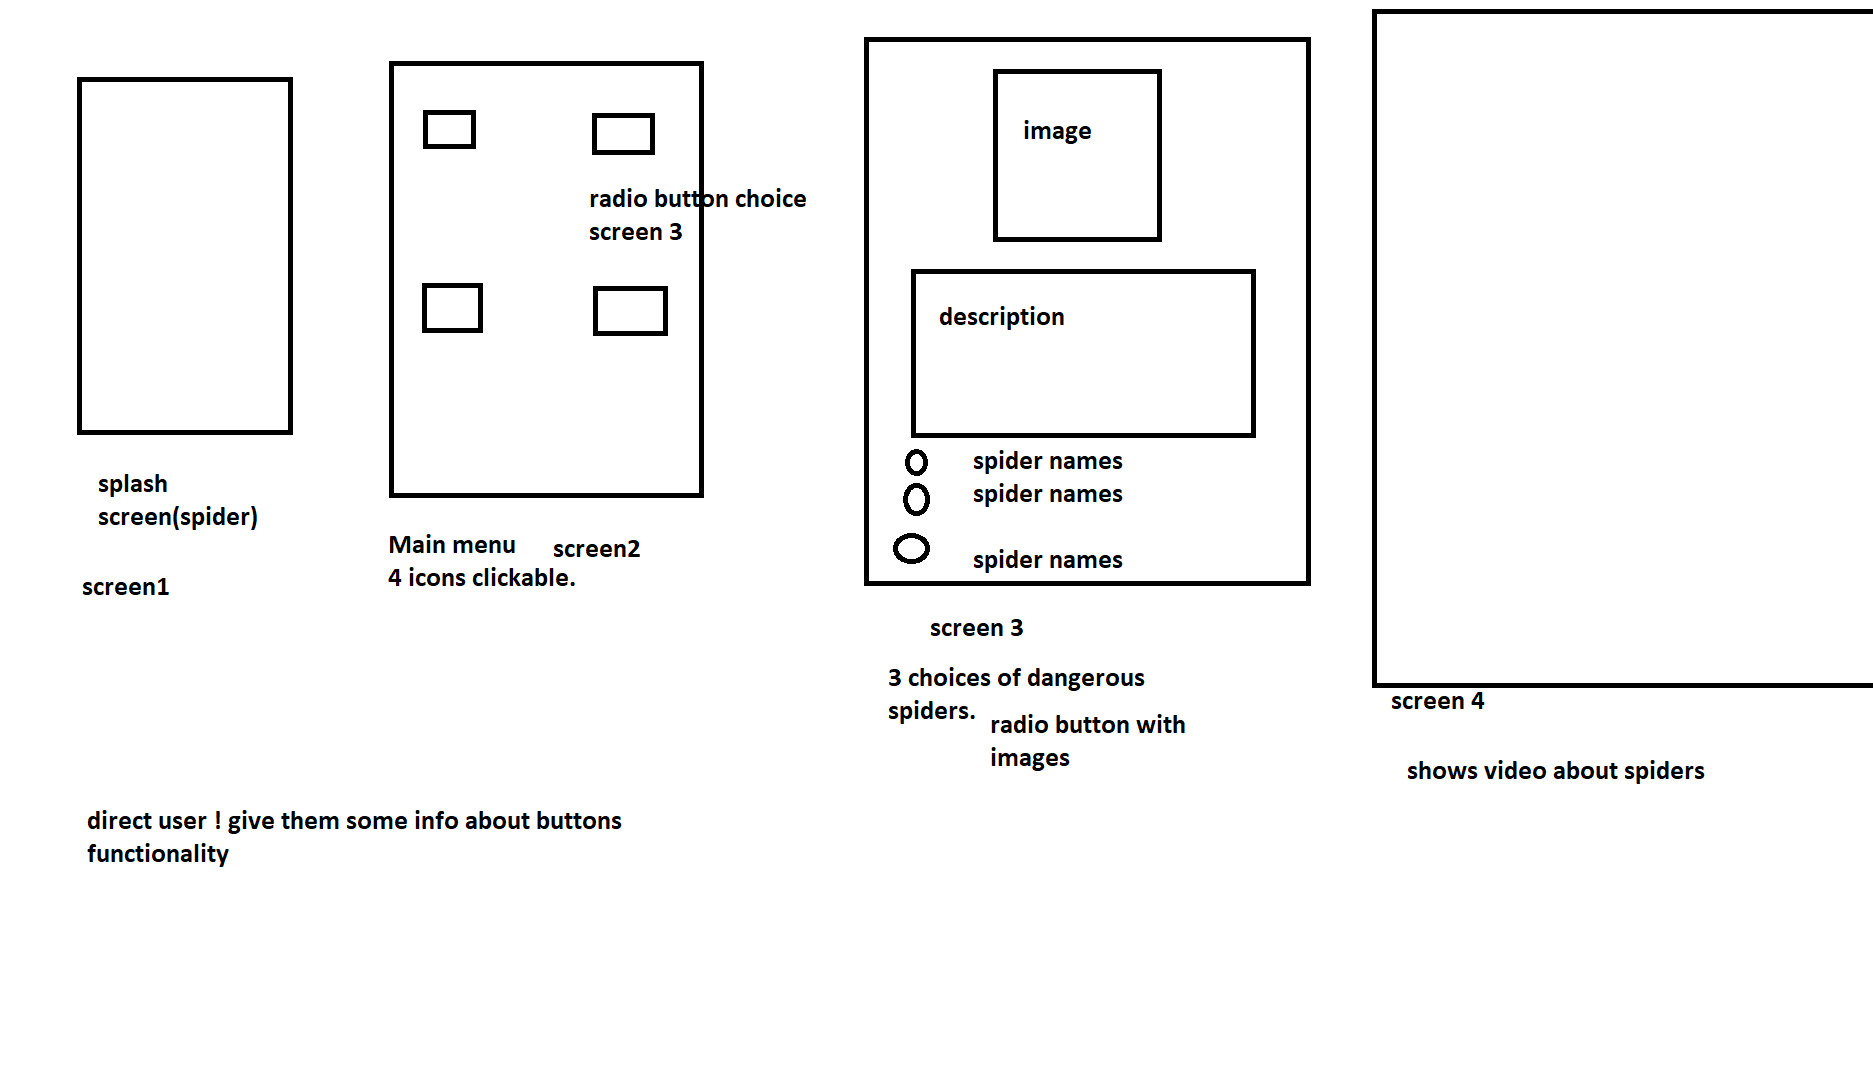 splash
screen(spider)
screen1
radio button choice
screen 3
Main menu
4 icons clickable.
screen2
image
description
spider names
spider names
spider names
screen 3
3 choices of dangerous
spiders.
radio button with
images
screen 4
shows video about spiders
direct user ! give them some info about buttons
functionality